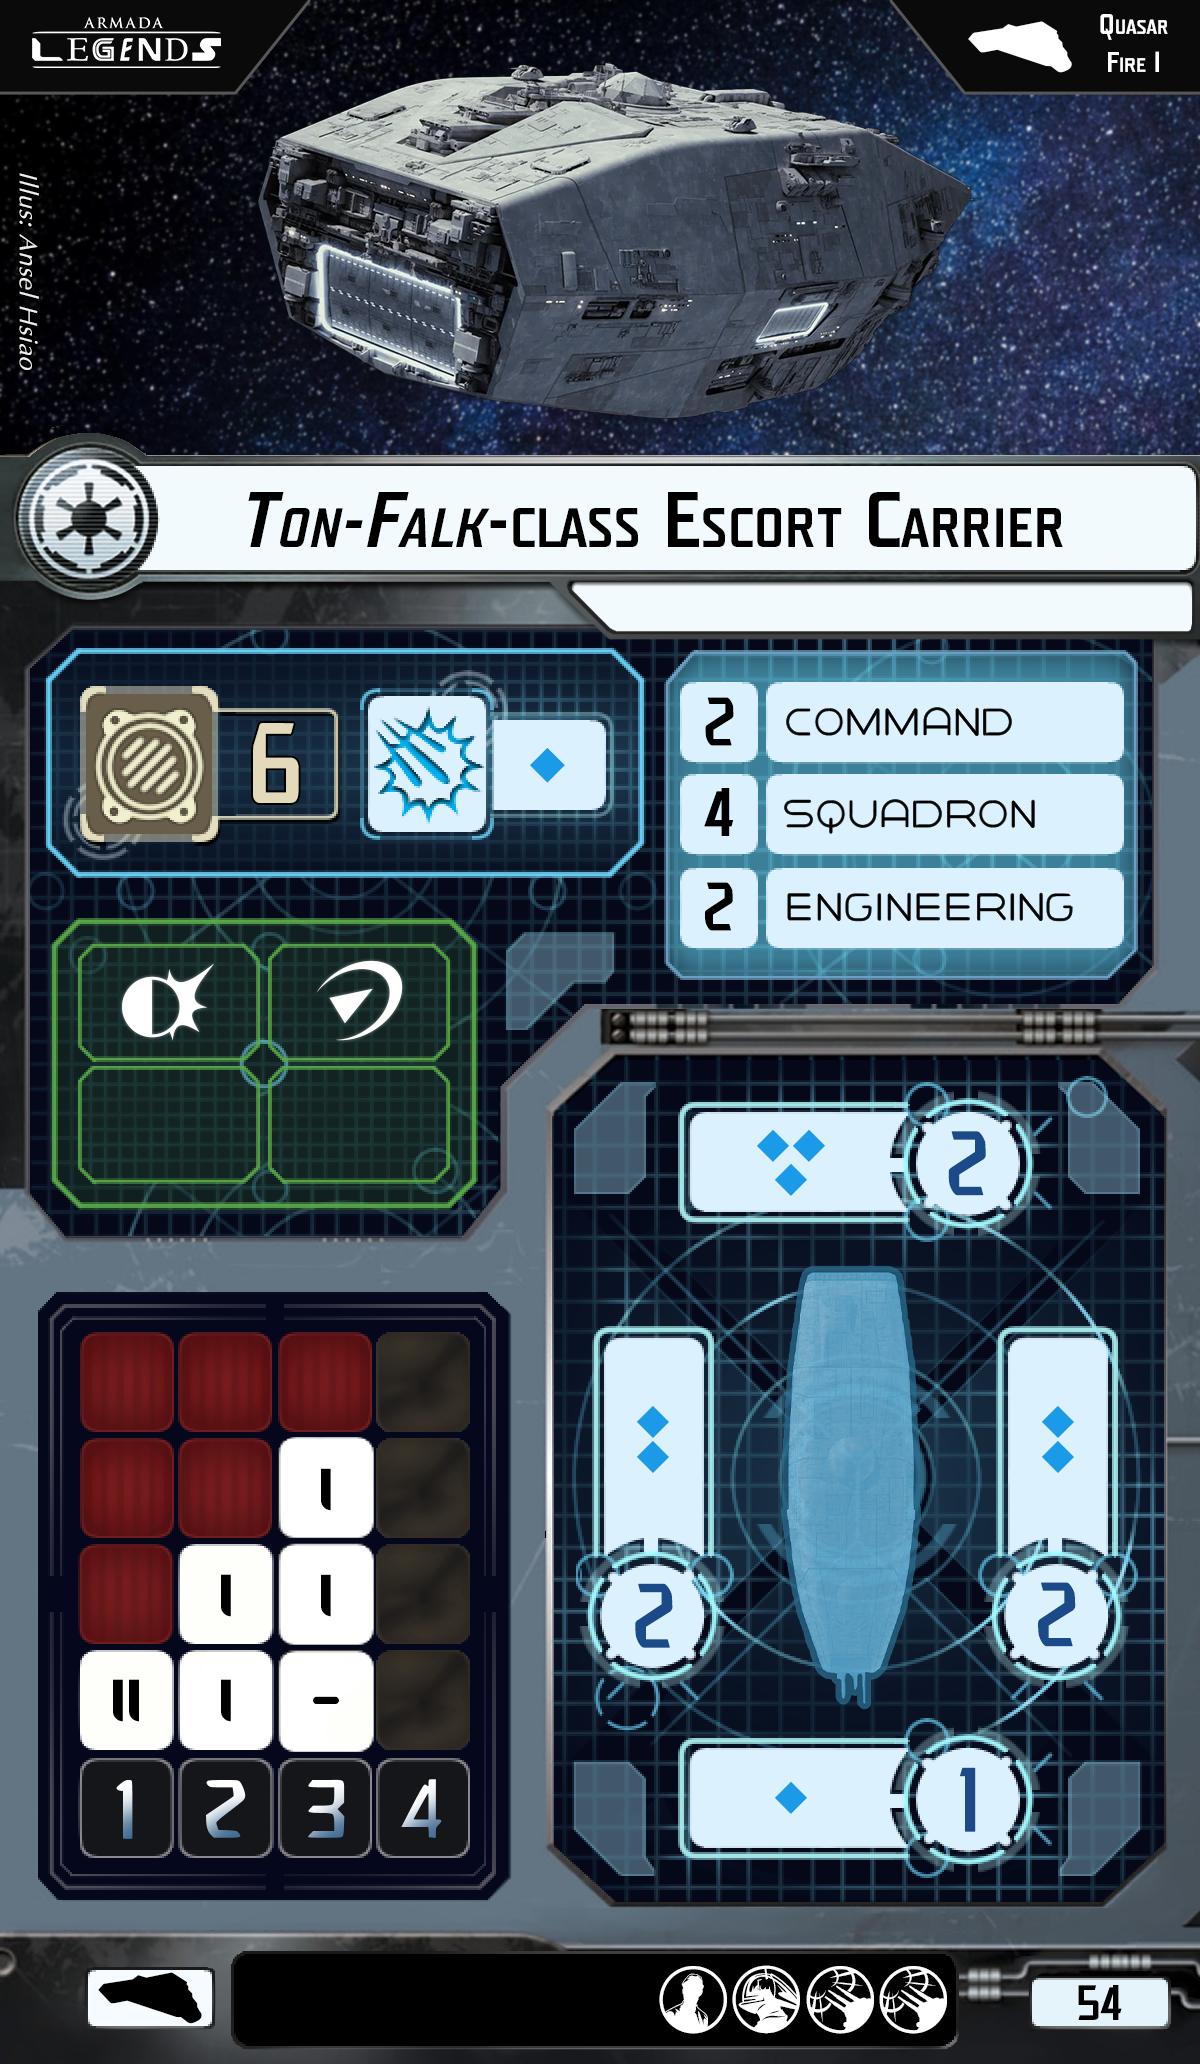 ARMADA
LEGENDS
QUASAR
FIRE I
Illus: Ansel Hsiao
TON-FALK-CLASS ESCORT CARRIER
6
2 COMMAND
4 SQUADRON
2 ENGINEERING
2
2
2
1
I
I I
II I -
1 2 3 4
54